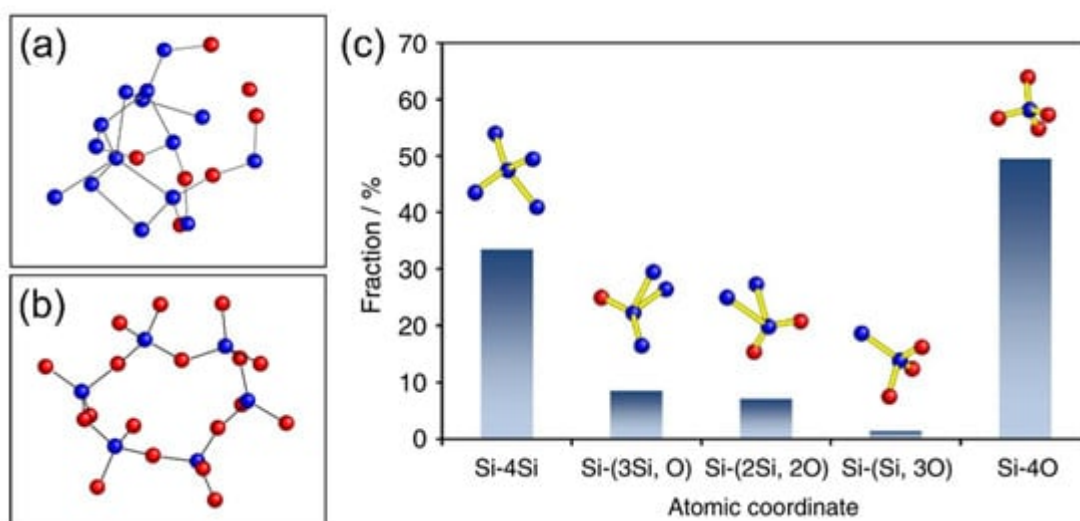 (a)
(b)
(c)
70
60
50
40
30
20
10
0
Fraction / %
Si-4Si Si-(3Si, O) Si-(2Si, 2O) Si-(Si, 3O) Si-4O
Atomic coordinate